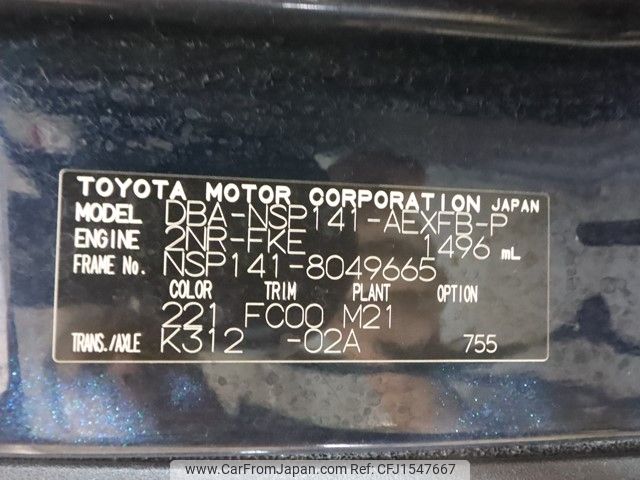 TOYOTA MOTOR CORPORATION JAPAN
MODEL DBA-NSP141-AEXFB-P
ENGINE 2NR-FKE 1496 mL
FRAME NO. NSP141-8049665
COLOR TRIM PLANT OPTION
221 FC00 M21
TRANS./AXLE K312 -02A 755
www.CarFromJapan.com | CFJ1547667